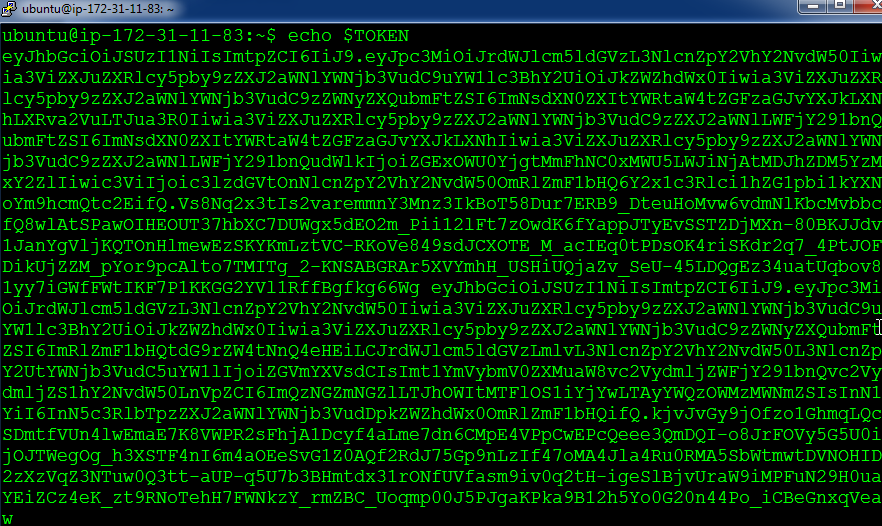 ubuntu@ip-172-31-11-83: ~
ubuntu@ip-172-31-11-83:~$ echo $TOKEN
eyJhbGciOiJSUzI1NiIsImtpZCI6IiJ9.eyJpc3MiOiJrdWJlcm5ldGVzL3NlcnZpY2VhY2NvdW50Iiw
ia3ViZXJuZXRlcy5pby9zZXJ2aWNlYWNjb3VudC9uYW1lc3BhY2UiOiJkZWZhdWx0Iiwia3ViZXJuZXR
lcy5pby9zZXJ2aWNlYWNjb3VudC9zZWNyZXQubmFtZSI6ImNsdXN0ZXItYWRtaW4tZGFzaGJvYXJkLXN
hLXRva2VuLTJua3R0Iiwia3ViZXJuZXRlcy5pby9zZXJ2aWNlYWNjb3VudC9zZXJ2aWNlLWFjY291bnQ
ubmFtZSI6ImNsdXN0ZXItYWRtaW4tZGFzaGJvYXJkLXNhIiwia3ViZXJuZXRlcy5pby9zZXJ2aWNlYWN
jb3VudC9zZXJ2aWNlLWFjY291bnQudWlkIjoiZGExOWU0YjgtMmFhNC0xMWU5LWJiNjAtMDJhZDM5YzM
xY2ZlIiwic3ViIjoic3lzdGVtOnNlcnZpY2VhY2NvdW50OmRlZmF1bHQ6Y2x1c3Rlci1hZG1pbi1kYXN
oYm9hcmQtc2EifQ.Vs8Nq2x3tIs2varemmnY3Mnz3IkBoT58Dur7ERB9_DteuHoMvw6vdmNlKbcMvbbc
fQ8wlAtSPawOIHEOUT37hbXC7DUWgx5dEO2m_Pii12lFt7zOwdK6fYappJTyEvSSTZDjMXn-80BKJJdv
1JanYgVljKQTOnHlmewEzSKYKmLztVC-RKoVe849sdJCXOTE_M_acIEq0tPDsOK4riSKdr2q7_4PtJOF
DikUjZZM_pYor9pcAlto7TMITg_2-KNSABGRAr5XVYmhH_USHiUQjaZv_SeU-45LDQgEz34uatUqbov8
1yy7iGWfFWtIKF7P1KKGG2YVl1RffBgfkg66Wg eyJhbGciOiJSUzI1NiIsImtpZCI6IiJ9.eyJpc3Mi
OiJrdWJlcm5ldGVzL3NlcnZpY2VhY2NvdW50Iiwia3ViZXJuZXRlcy5pby9zZXJ2aWNlYWNjb3VudC9u
YW1lc3BhY2UiOiJkZWZhdWx0Iiwia3ViZXJuZXRlcy5pby9zZXJ2aWNlYWNjb3VudC9zZWNyZXQubmFt
ZSI6ImRlZmF1bHQtdG9rZW4tNnQ4eHEiLCJrdWJlcm5ldGVzLmlvL3NlcnZpY2VhY2NvdW50L3NlcnZp
Y2UtYWNjb3VudC5uYW1lIjoiZGVmYXVsdCIsImt1YmVybmV0ZXMuaW8vc2VydmljZWFjY291bnQvc2Vy
dmljZS1hY2NvdW50LnVpZCI6ImQzNGZmNGZlLTJhOWItMTFlOS1iYjYwLTAyYWQzOWMzMWNmZSIsInN1
YiI6InN5c3RlbTpzZXJ2aWNlYWNjb3VudDpkZWZhdWx0OmRlZmF1bHQifQ.kjvJvGy9jOfzo1GhmqLQc
SDmtfVUn4lwEmaE7K8VWPR2sFhjA1Dcyf4aLme7dn6CMpE4VPpCwEPcQeee3QmDQI-o8JrFOVy5G5U0i
jOJTWegOg_h3XSTF4nI6m4aOEeSvG1Z0AQf2RdJ75Gp9nLzIf47oMA4Jla4Ru0RMA5SbWtmwtDVNOHID
2zXzVqZ3NTuw0Q3tt-aUP-q5U7b3BHmtdx31rONfUVfasm9iv0q2tH-igeSlBjvUraW9iMPFuN29H0ua
YEiZCz4eK_zt9RNoTehH7FWNkzY_rmZBC_Uoqmp00J5PJgaKPka9B12h5Yo0G20n44Po_iCBeGnxqVea
w